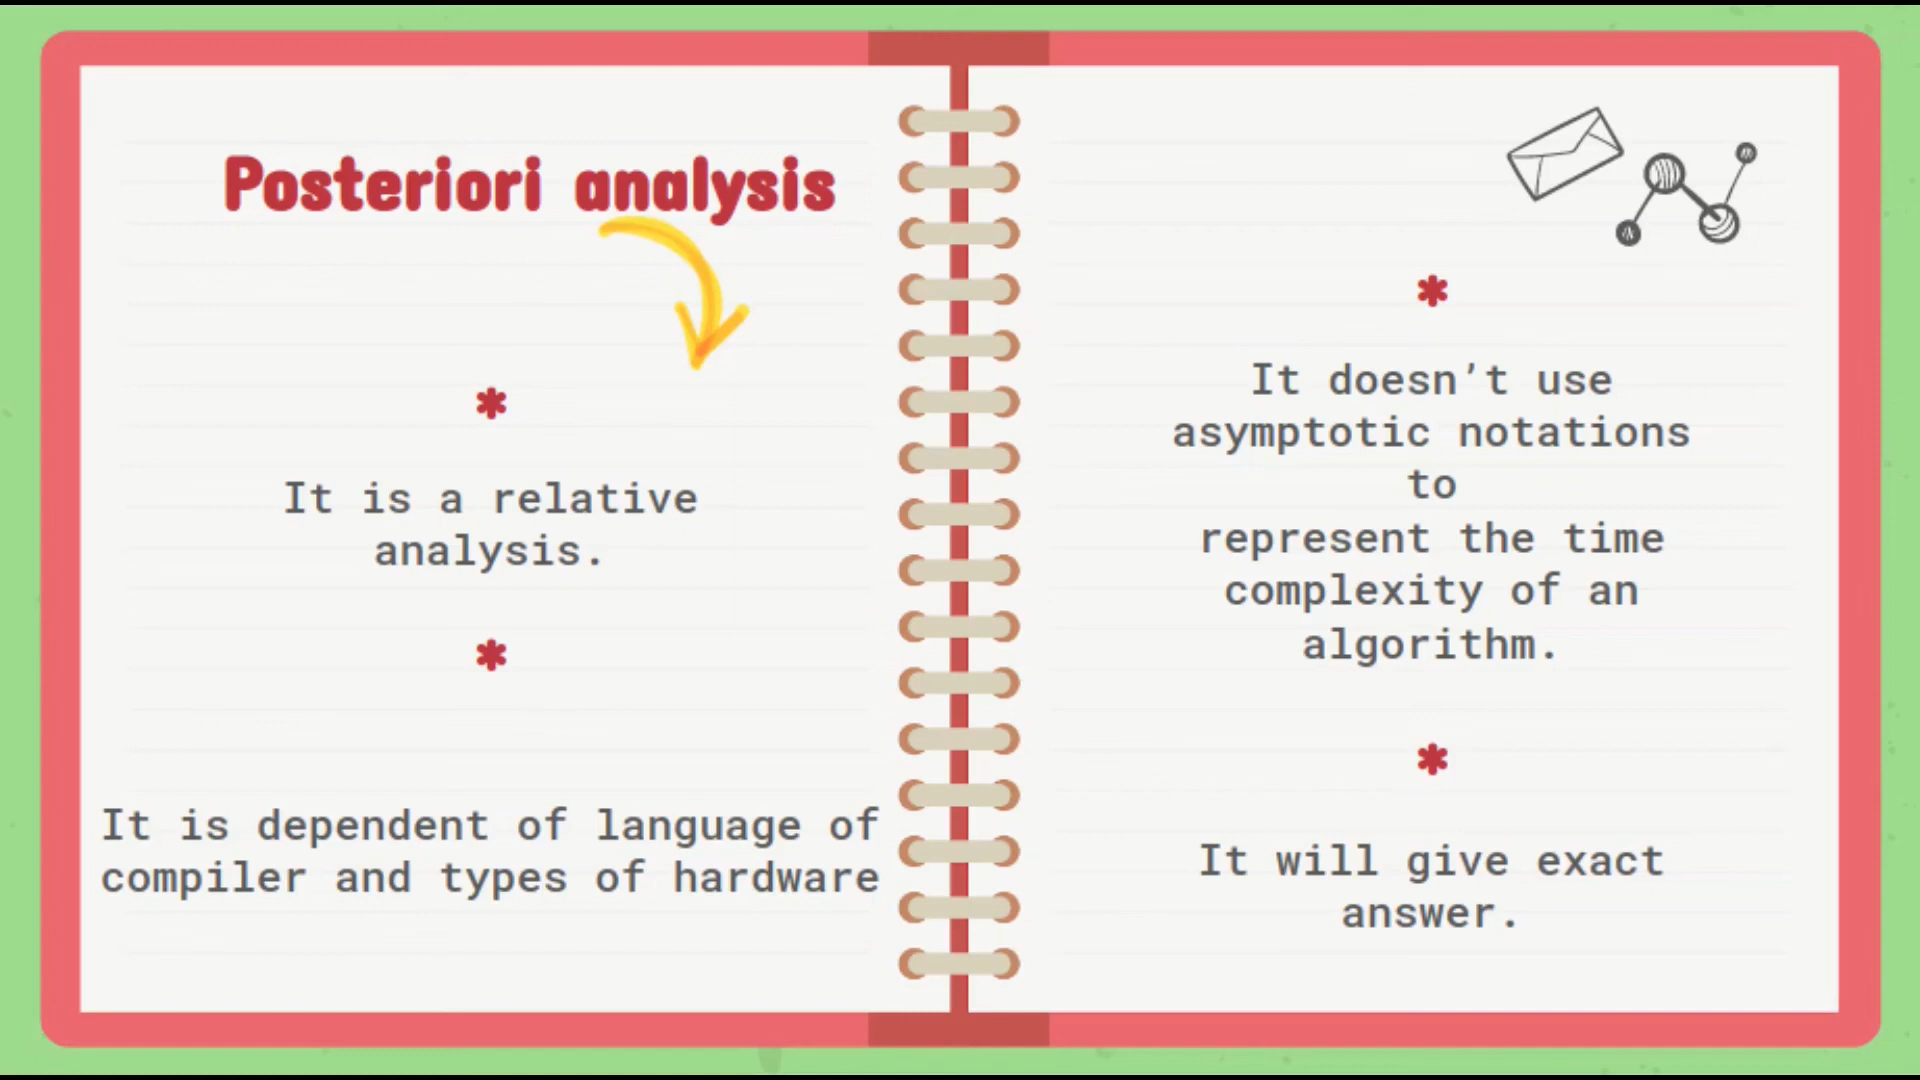 Posteriori analysis
*
It is a relative
analysis.
*
It is dependent of language of
compiler and types of hardware
*
It doesn’t use
asymptotic notations
to
represent the time
complexity of an
algorithm.
*
It will give exact
answer.